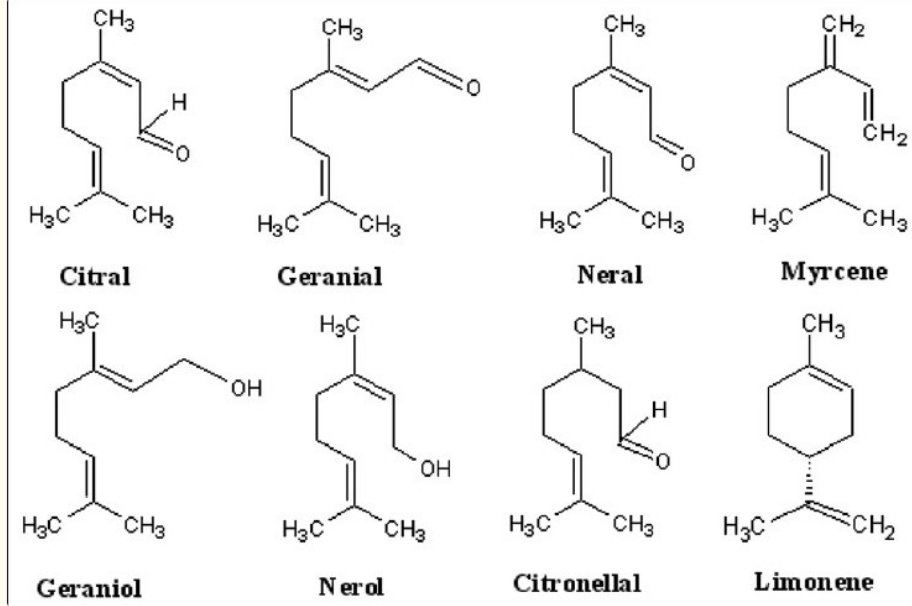 CH₃
H
O
H₃C
CH₃
Citral
CH₃
O
H₃C
CH₃
Geranial
CH₃
O
H₃C
CH₃
Neral
CH₂
CH₂
H₃C
CH₃
Myrcene
H₃C
OH
H₃C
CH₃
Geraniol
H₃C
OH
H₃C
CH₃
Nerol
CH₃
H
O
H₃C
CH₃
Citronellal
CH₃
H₃C
CH₂
Limonene